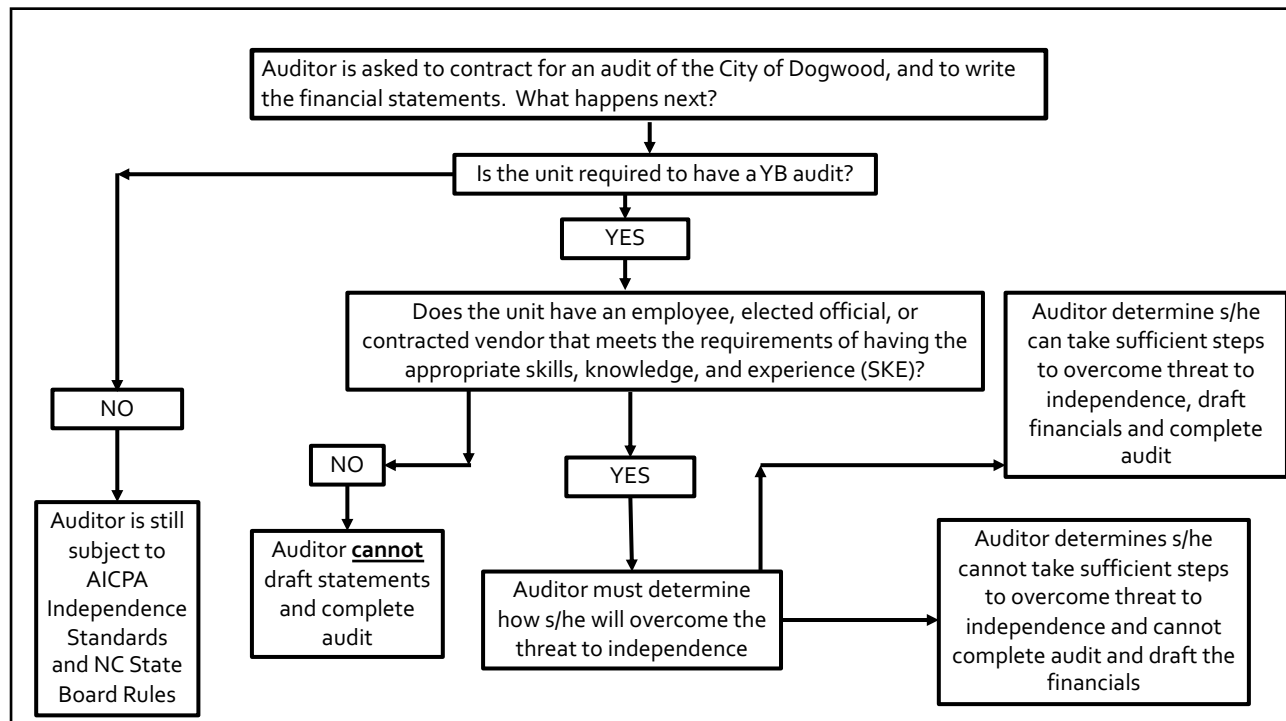 Auditor is asked to contract for an audit of the City of Dogwood, and to write
the financial statements.  What happens next?
Is the unit required to have a YB audit?
YES
Does the unit have an employee, elected official, or
contracted vendor that meets the requirements of having the
appropriate skills, knowledge, and experience (SKE)?
Auditor determine s/he
can take sufficient steps
to overcome threat to
independence, draft
financials and complete
audit
NO
NO
YES
Auditor is still
subject to
AICPA
Independence
Standards
and NC State
Board Rules
Auditor cannot
draft statements
and complete
audit
Auditor must determine
how s/he will overcome the
threat to independence
Auditor determines s/he
cannot take sufficient steps
to overcome threat to
independence and cannot
complete audit and draft the
financials